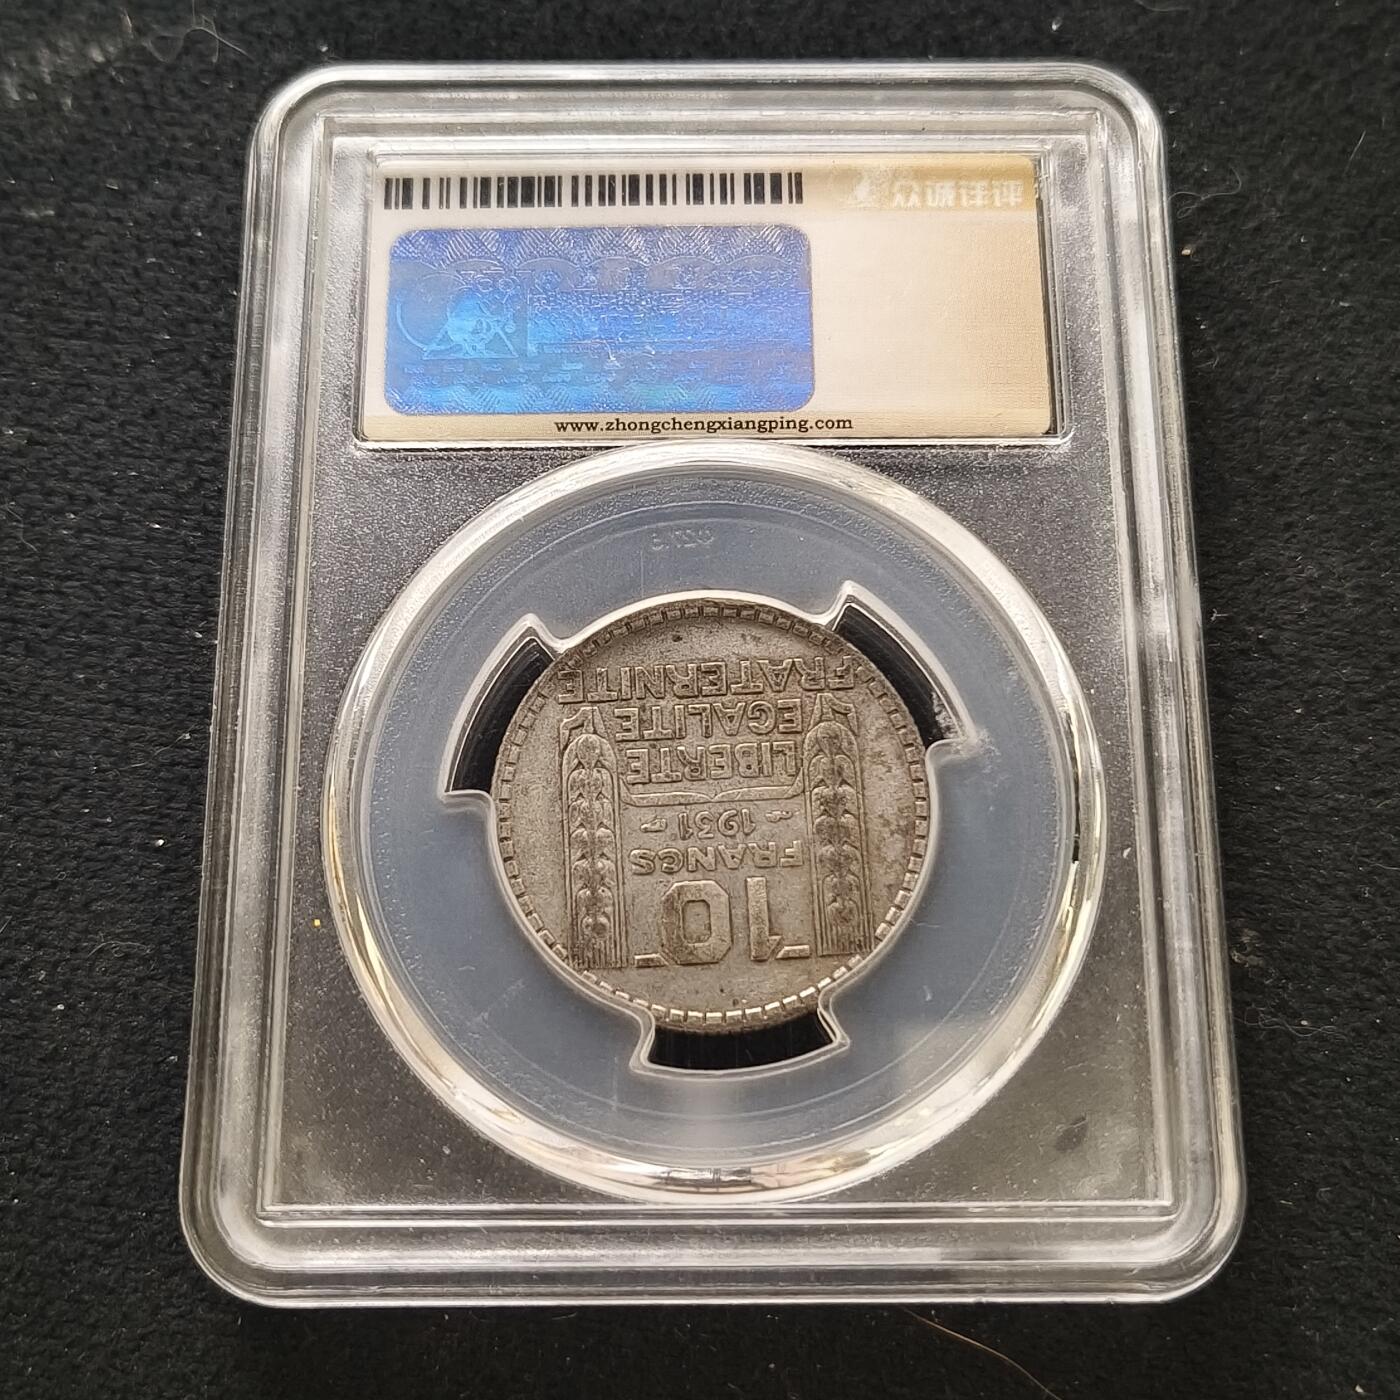 众诚详评
www.zhongchengxiangping.com
FRATERNITE
EGALITE
LIBERTE
1931
FRANCS
10